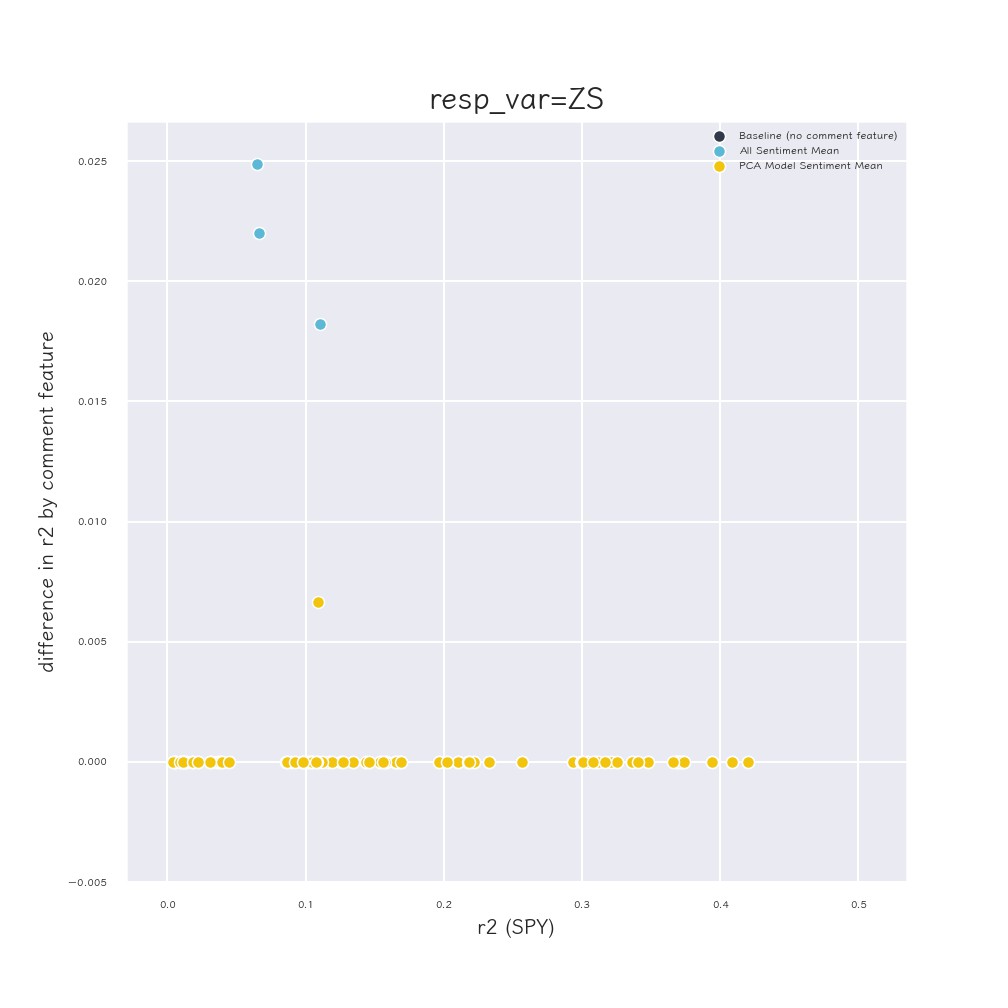 resp_var=ZS
Baseline (no comment feature)
All Sentiment Mean
PCA Model Sentiment Mean
difference in r2 by comment feature
0.025
0.020
0.015
0.010
0.005
0.000
−0.005
0.0 0.1 0.2 0.3 0.4 0.5
r2 (SPY)